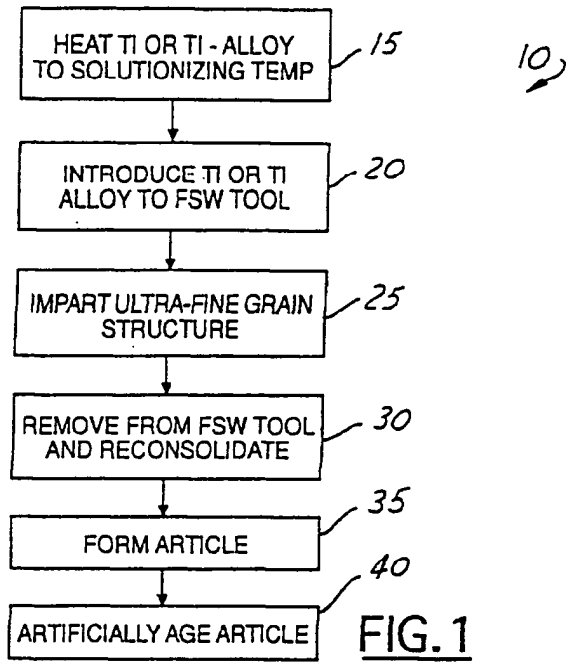 HEAT TI OR TI - ALLOY
TO SOLUTIONIZING TEMP
15
10
INTRODUCE TI OR TI
ALLOY TO FSW TOOL
20
IMPART ULTRA-FINE GRAIN
STRUCTURE
25
REMOVE FROM FSW TOOL
AND RECONSOLIDATE
30
FORM ARTICLE
35
ARTIFICIALLY AGE ARTICLE
40
FIG. 1